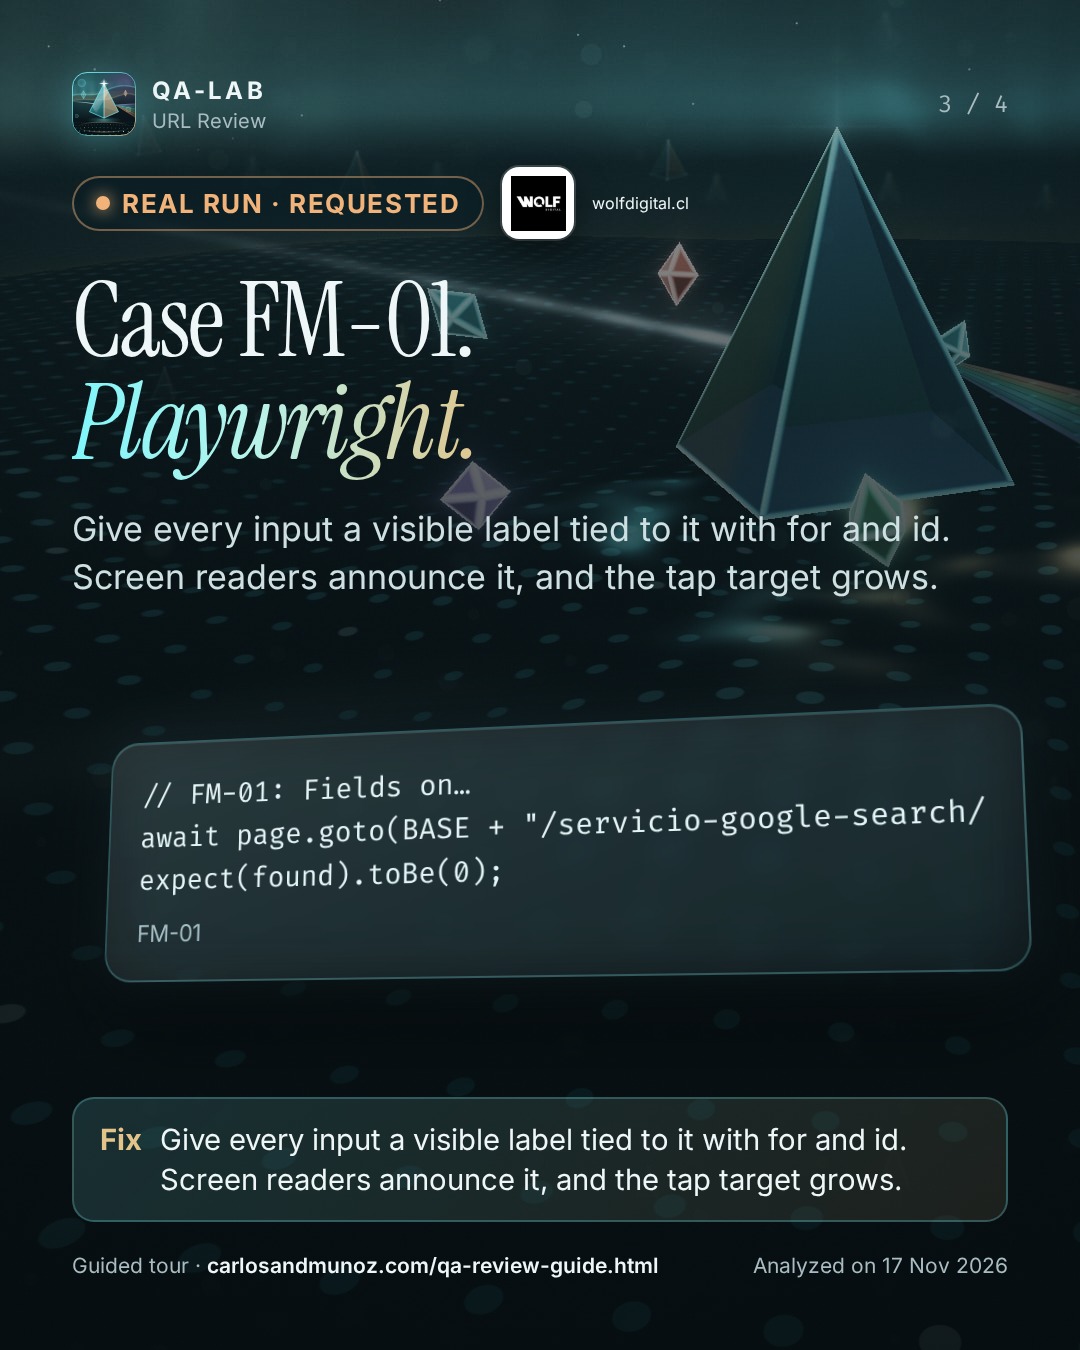 QA-LAB
URL Review
3 / 4
REAL RUN · REQUESTED
WOLF
DIGITAL
wolfdigital.cl
Case FM-01.
Playwright.
Give every input a visible label tied to it with for and id.
Screen readers announce it, and the tap target grows.
// FM-01: Fields on…
await page.goto(BASE + "/servicio-google-search/
expect(found).toBe(0);
FM-01
Fix Give every input a visible label tied to it with for and id.
Screen readers announce it, and the tap target grows.
Guided tour · carlosandmunoz.com/qa-review-guide.html
Analyzed on 17 Nov 2026